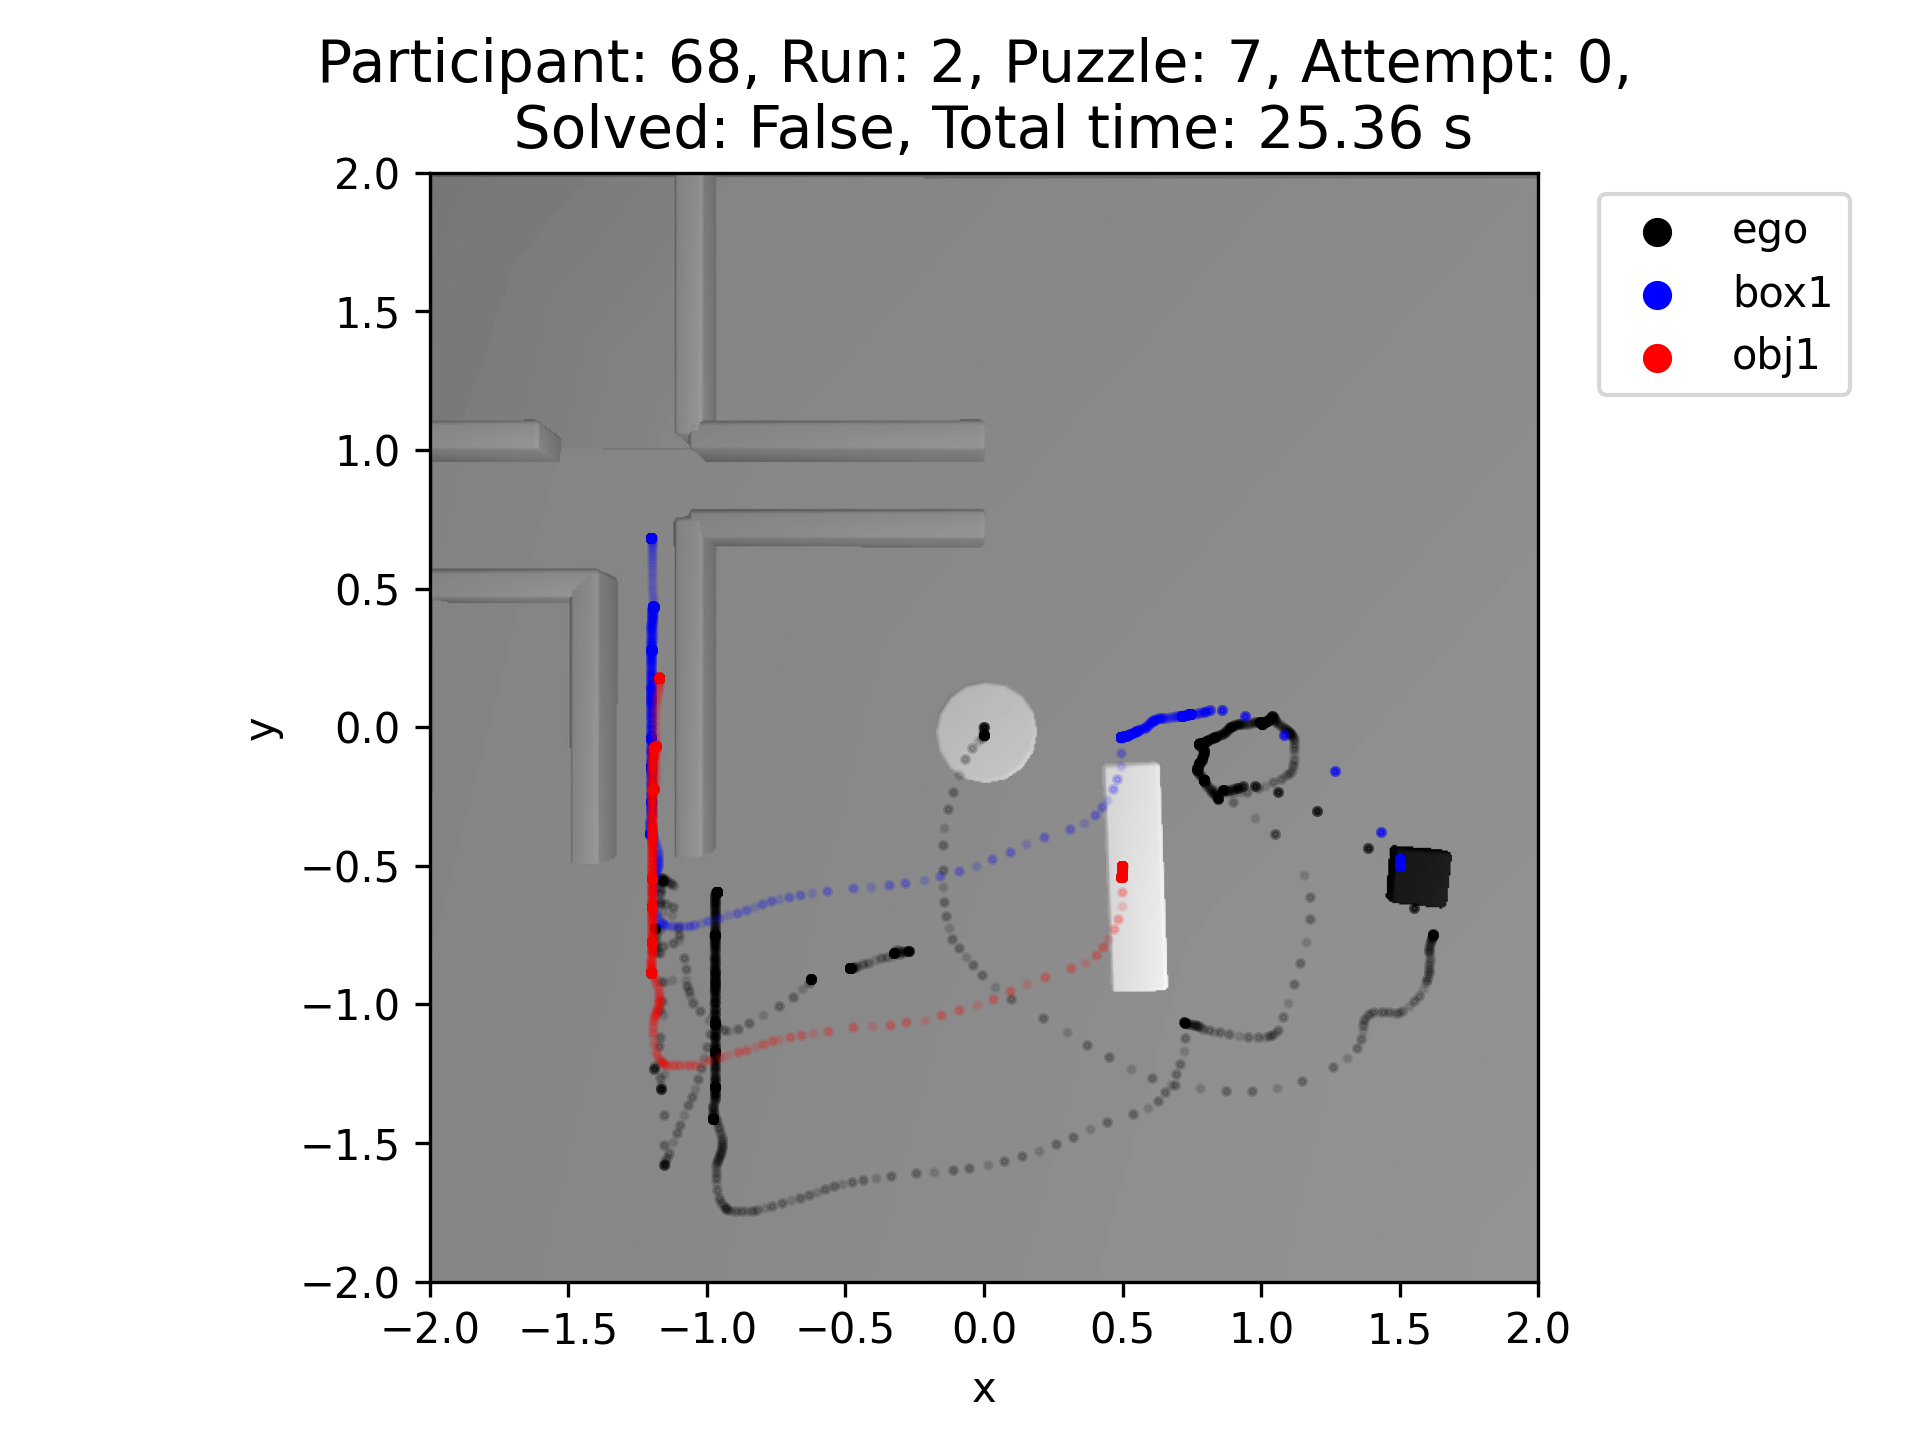 Participant: 68, Run: 2, Puzzle: 7, Attempt: 0,
Solved: False, Total time: 25.36 s
2.0
1.5
1.0
0.5
0.0
−0.5
−1.0
−1.5
−2.0
y
−2.0 −1.5 −1.0 −0.5 0.0 0.5 1.0 1.5 2.0
x
ego
box1
obj1